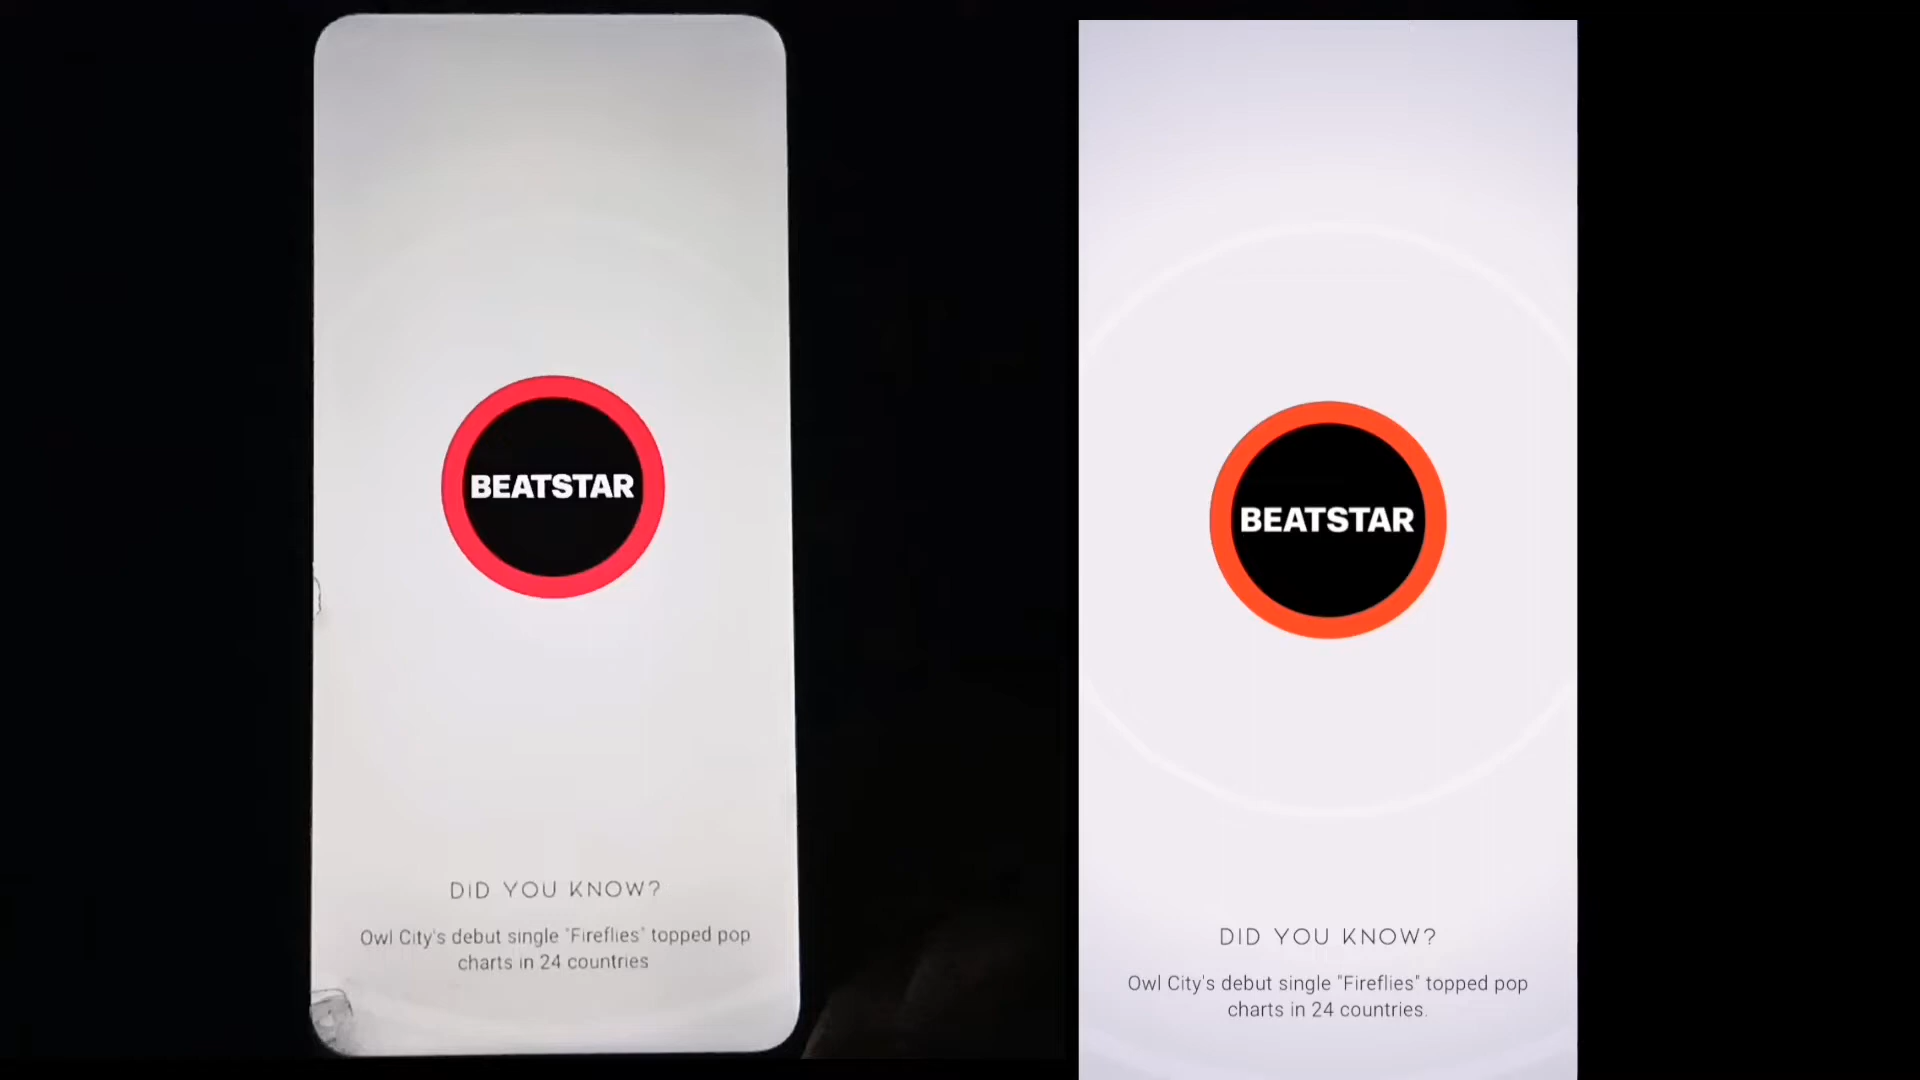 BEATSTAR
DID YOU KNOW?
Owl City's debut single "Fireflies" topped pop
charts in 24 countries
BEATSTAR
DID YOU KNOW?
Owl City's debut single "Fireflies" topped pop
charts in 24 countries.